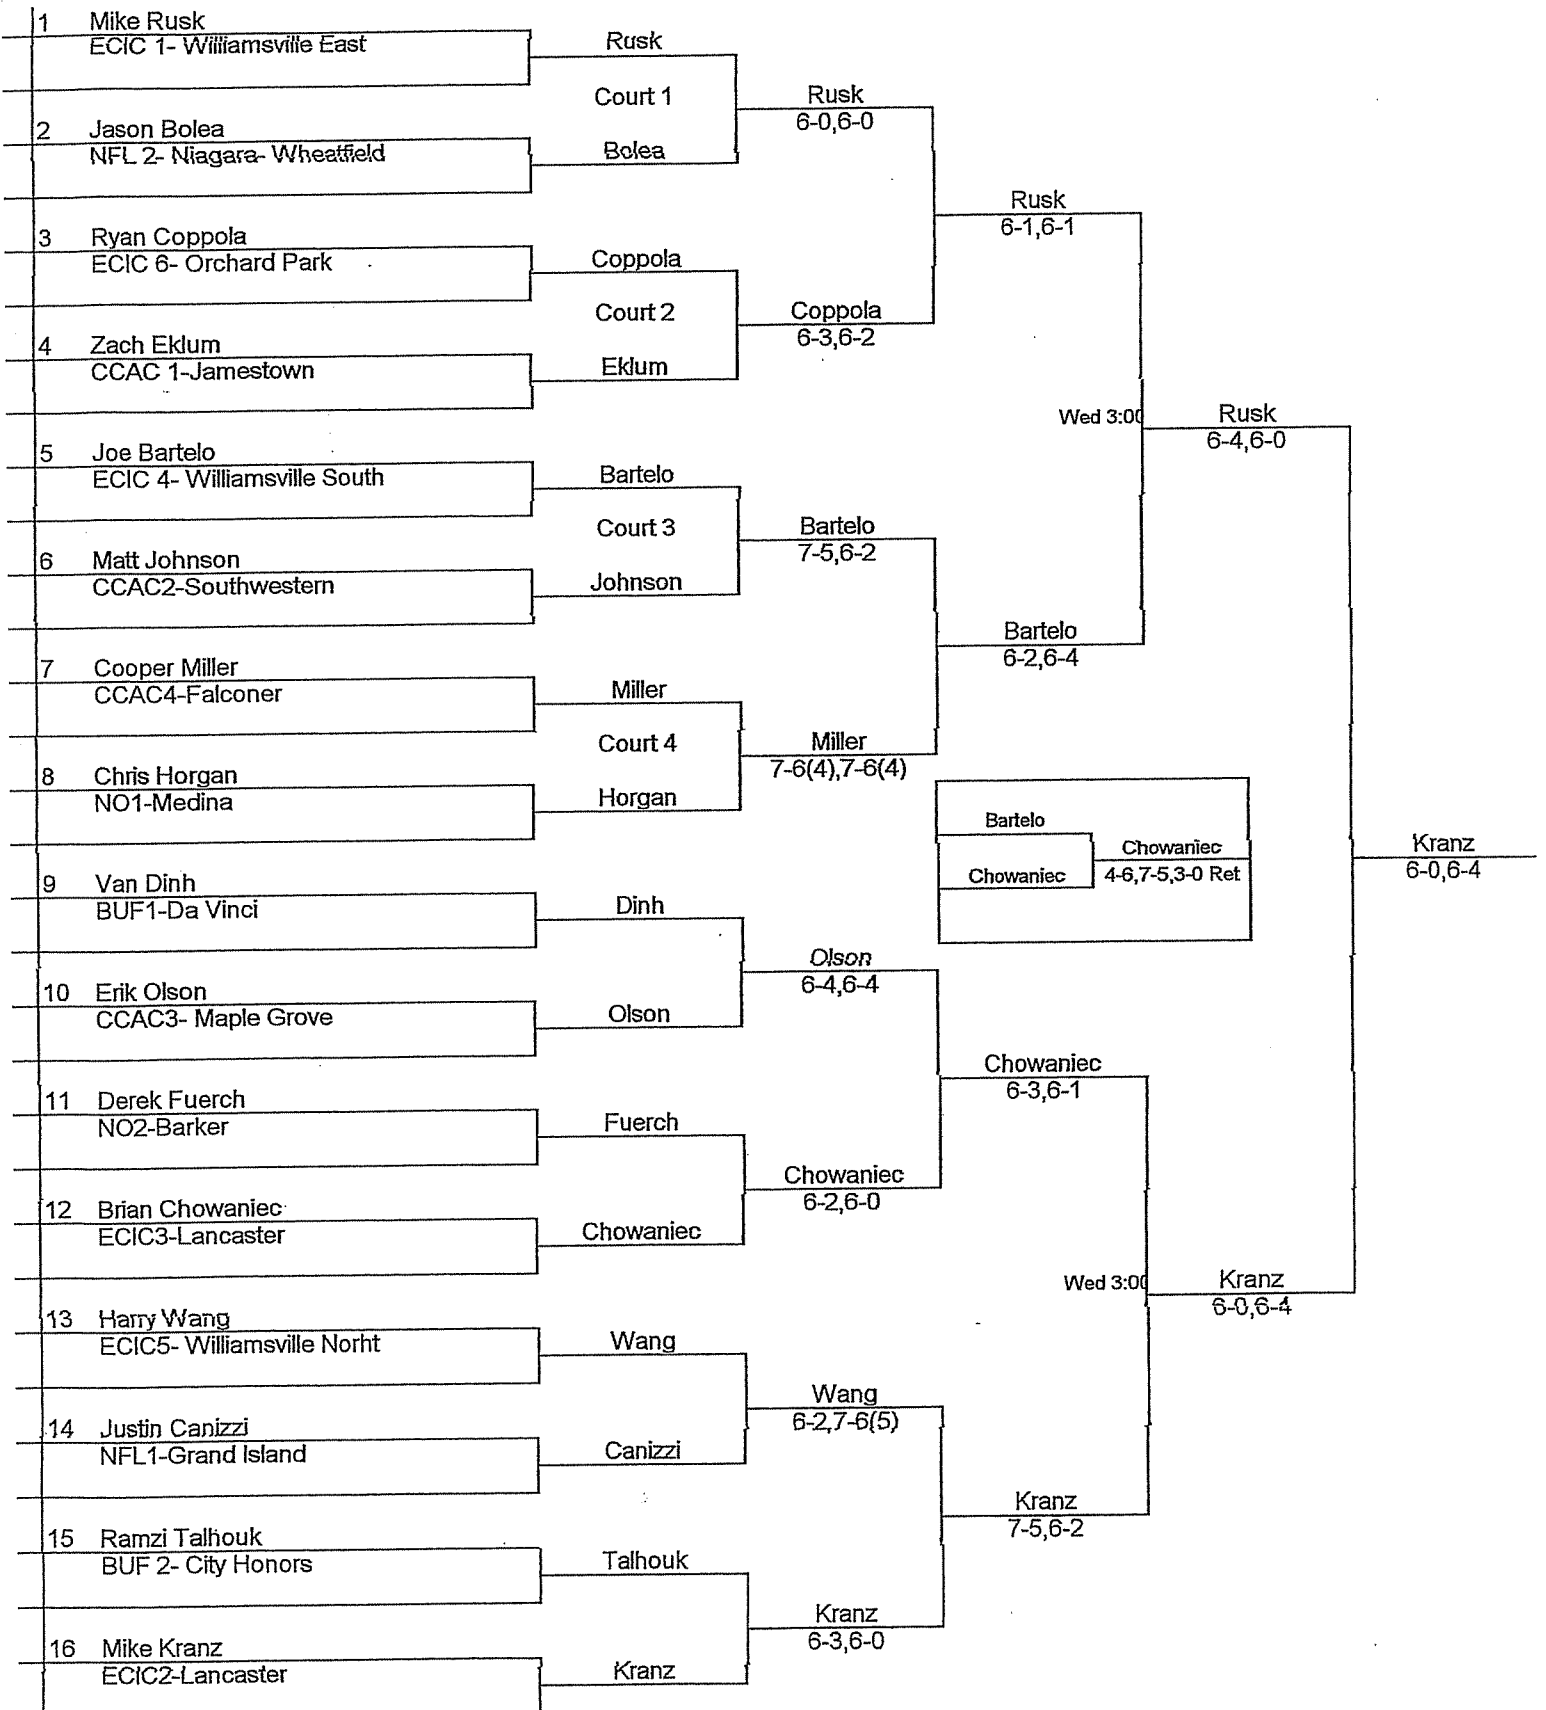 1 Mike Rusk
ECIC 1- Williamsville East
Rusk
Court 1
Rusk
6-0,6-0
2 Jason Bolea
NFL 2- Niagara- Wheatfield
Bolea
Rusk
6-1,6-1
3 Ryan Coppola
ECIC 6- Orchard Park
Coppola
Court 2
Coppola
6-3,6-2
4 Zach Eklum
CCAC 1-Jamestown
Eklum
Wed 3:00
Rusk
6-4,6-0
5 Joe Bartelo
ECIC 4- Williamsville South
Bartelo
Court 3
Bartelo
7-5,6-2
6 Matt Johnson
CCAC2-Southwestern
Johnson
Bartelo
6-2,6-4
7 Cooper Miller
CCAC4-Falconer
Miller
Court 4
Miller
7-6(4),7-6(4)
8 Chris Horgan
NO1-Medina
Horgan
Bartelo
Chowaniec
Chowaniec
4-6,7-5,3-0 Ret
Kranz
6-0,6-4
9 Van Dinh
BUF1-Da Vinci
Dinh
Olson
6-4,6-4
10 Erik Olson
CCAC3- Maple Grove
Olson
Chowaniec
6-3,6-1
11 Derek Fuerch
NO2-Barker
Fuerch
Chowaniec
6-2,6-0
12 Brian Chowaniec
ECIC3-Lancaster
Chowaniec
Wed 3:00
Kranz
6-0,6-4
13 Harry Wang
ECIC5- Williamsville Norht
Wang
Wang
6-2,7-6(5)
14 Justin Canizzi
NFL1-Grand Island
Canizzi
Kranz
7-5,6-2
15 Ramzi Talhouk
BUF 2- City Honors
Talhouk
Kranz
6-3,6-0
16 Mike Kranz
ECIC2-Lancaster
Kranz